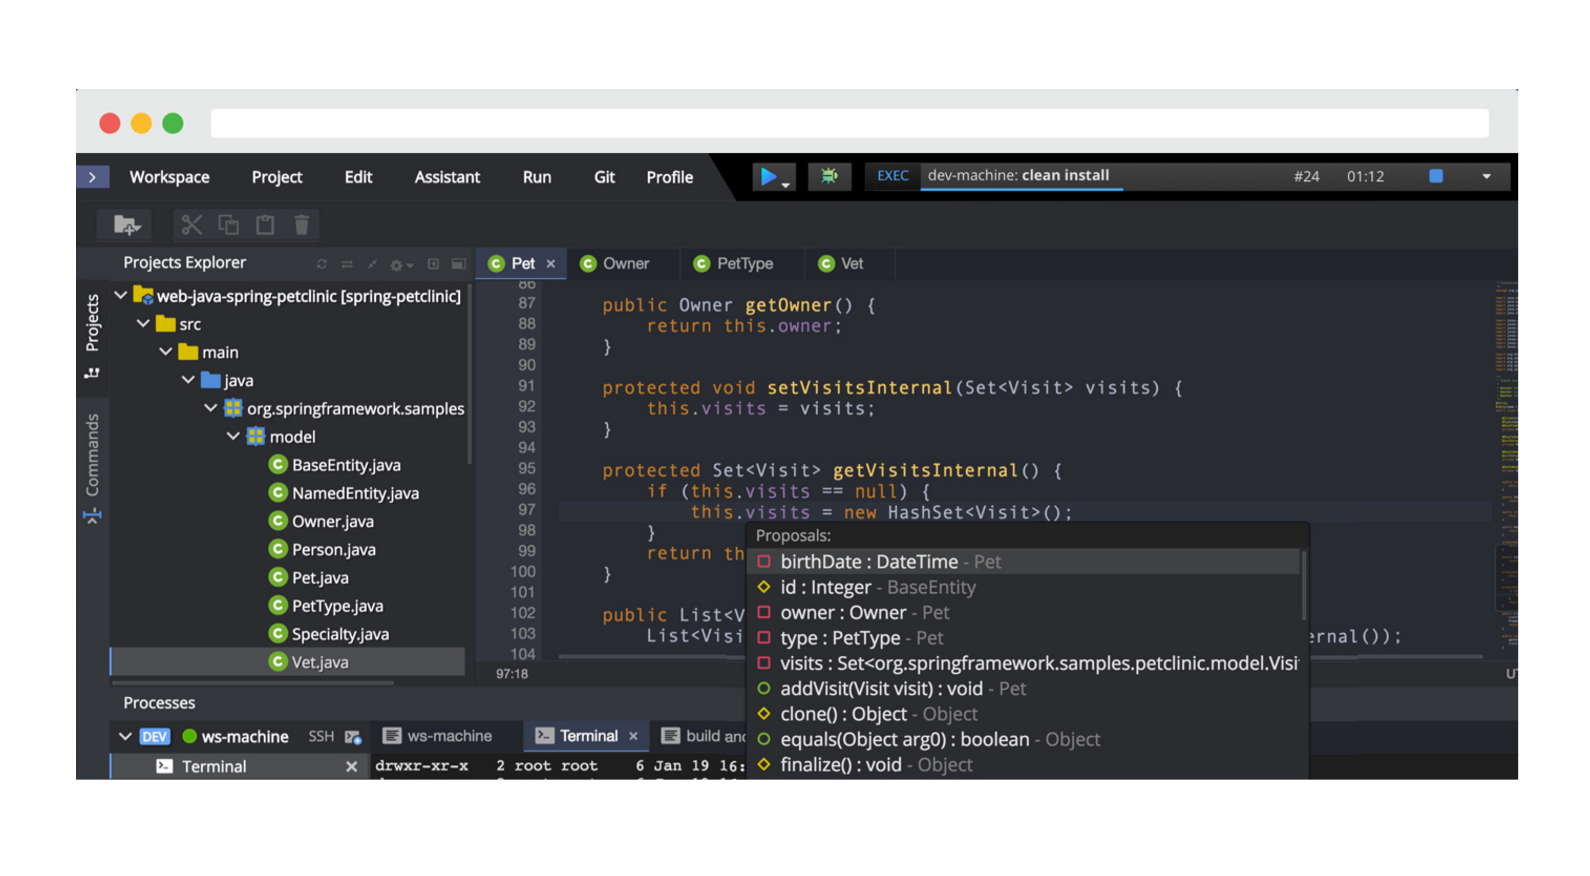 Workspace Project Edit Assistant Run Git Profile EXEC dev-machine: clean install #24 01:12
Projects Explorer
Pet × Owner PetType Vet
Projects
Commands
web-java-spring-petclinic [spring-petclinic]
src
main
java
org.springframework.samples
model
BaseEntity.java
NamedEntity.java
Owner.java
Person.java
Pet.java
PetType.java
Specialty.java
Vet.java
86
87 public Owner getOwner() {
88 return this.owner;
89 }
90
91 protected void setVisitsInternal(Set<Visit> visits) {
92 this.visits = visits;
93 }
94
95 protected Set<Visit> getVisitsInternal() {
96 if (this.visits == null) {
97 this.visits = new HashSet<Visit>();
98 }
99 return th
100 }
101
102 public List<V
103 List<Visi ernal());
104
97:18
Proposals:
birthDate : DateTime - Pet
id : Integer - BaseEntity
owner : Owner - Pet
type : PetType - Pet
visits : Set<org.springframework.samples.petclinic.model.Visi
addVisit(Visit visit) : void - Pet
clone() : Object - Object
equals(Object arg0) : boolean - Object
finalize() : void - Object
Processes
DEV ws-machine SSH ws-machine Terminal × build and
Terminal × drwxr-xr-x 2 root root 6 Jan 19 16: